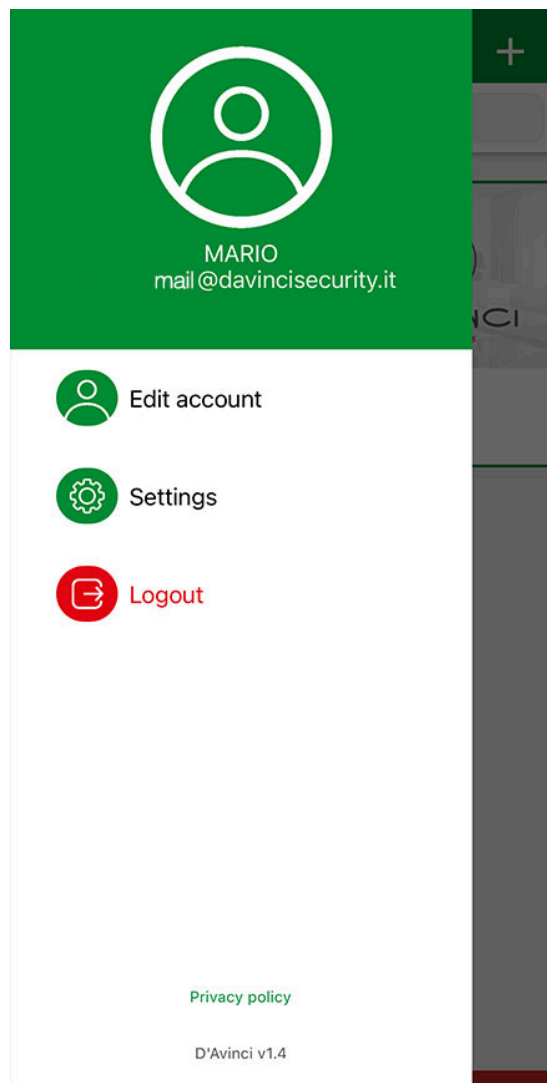 MARIO
mail@davincisecurity.it
Edit account
Settings
Logout
Privacy policy
D'Avinci v1.4